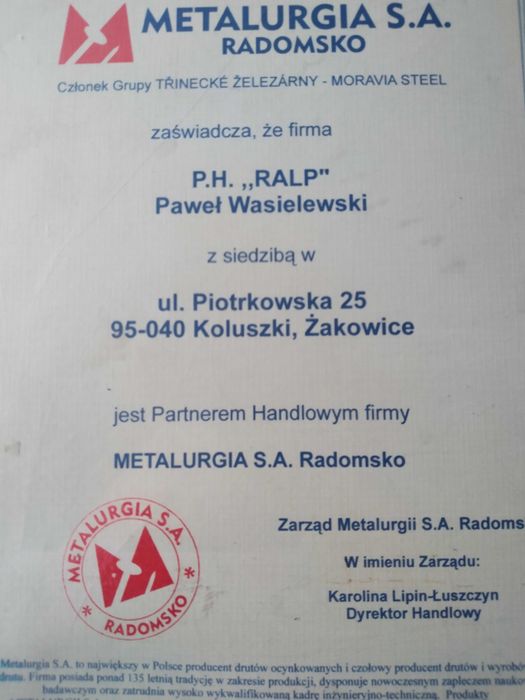 METALURGIA S.A.
RADOMSKO
Członek Grupy TŘINECKÉ ŽELEZÁRNY - MORAVIA STEEL
zaświadcza, że firma
P.H. ,,RALP"
Paweł Wasielewski
z siedzibą w
ul. Piotrkowska 25
95-040 Koluszki, Żakowice
jest Partnerem Handlowym firmy
METALURGIA S.A. Radomsko
METALURGIA S.A.
* RADOMSKO *
Zarząd Metalurgii S.A. Radoms
W imieniu Zarządu:
Karolina Lipin-Łuszczyn
Dyrektor Handlowy
Metalurgia S.A. to największy w Polsce producent drutów ocynkowanych i czołowy producent drutów i wyrobów
drutu. Firma posiada ponad 135 letnią tradycję w zakresie produkcji, dysponuje nowoczesnym zapleczem nauko
badawczym oraz zatrudnia wysoko wykwalifikowaną kadrę inżynieryjno-techniczną. Produkty